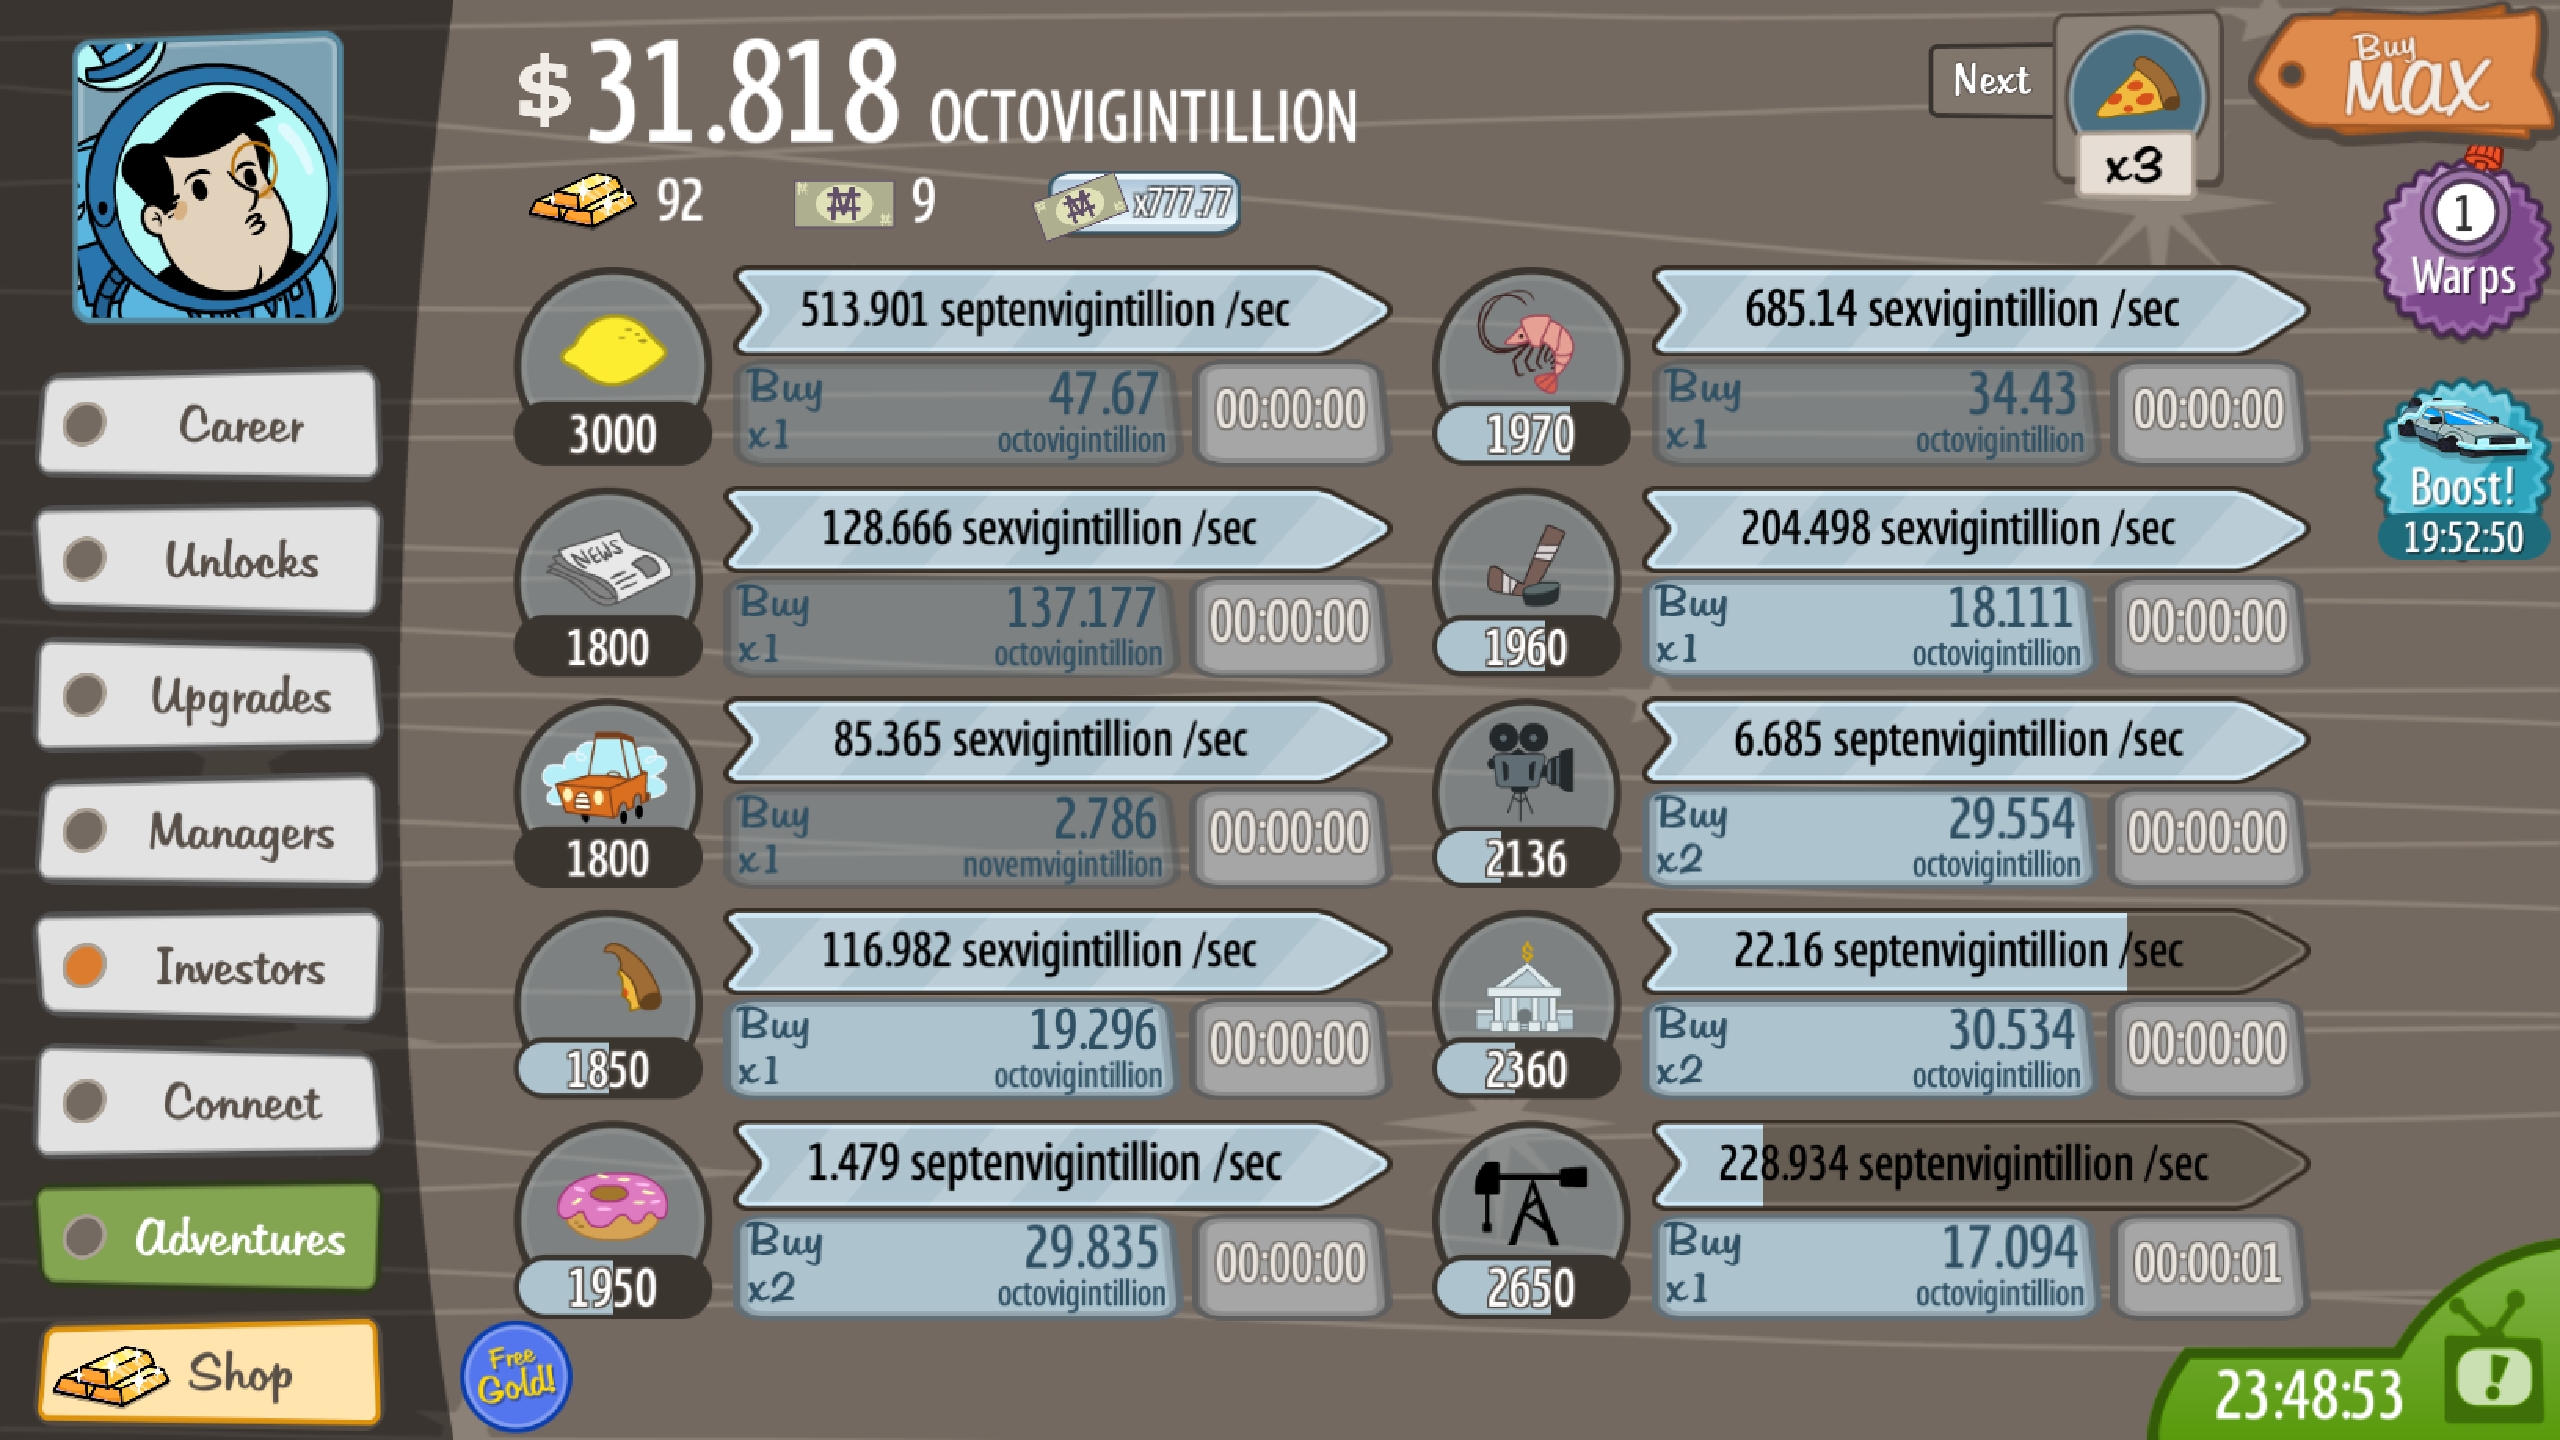 $ 31.818 OCTOVIGINTILLION
92
9
x777.77
Next
x3
Buy
MAX
1
Warps
Boost!
19:52:50
Career
Unlocks
Upgrades
Managers
Investors
Connect
Adventures
Shop
513.901 septenvigintillion /sec
3000
Buy
x1
47.67
octovigintillion
00:00:00
NEWS
128.666 sexvigintillion /sec
1800
Buy
x1
137.177
octovigintillion
00:00:00
85.365 sexvigintillion /sec
1800
Buy
x1
2.786
novemvigintillion
00:00:00
116.982 sexvigintillion /sec
1850
Buy
x1
19.296
octovigintillion
00:00:00
1.479 septenvigintillion /sec
1950
Buy
x2
29.835
octovigintillion
00:00:00
685.14 sexvigintillion /sec
1970
Buy
x1
34.43
octovigintillion
00:00:00
204.498 sexvigintillion /sec
1960
Buy
x1
18.111
octovigintillion
00:00:00
6.685 septenvigintillion /sec
2136
Buy
x2
29.554
octovigintillion
00:00:00
$
22.16 septenvigintillion /sec
2360
Buy
x2
30.534
octovigintillion
00:00:00
228.934 septenvigintillion /sec
2650
Buy
x1
17.094
octovigintillion
00:00:01
Free
Gold!
23:48:53
!